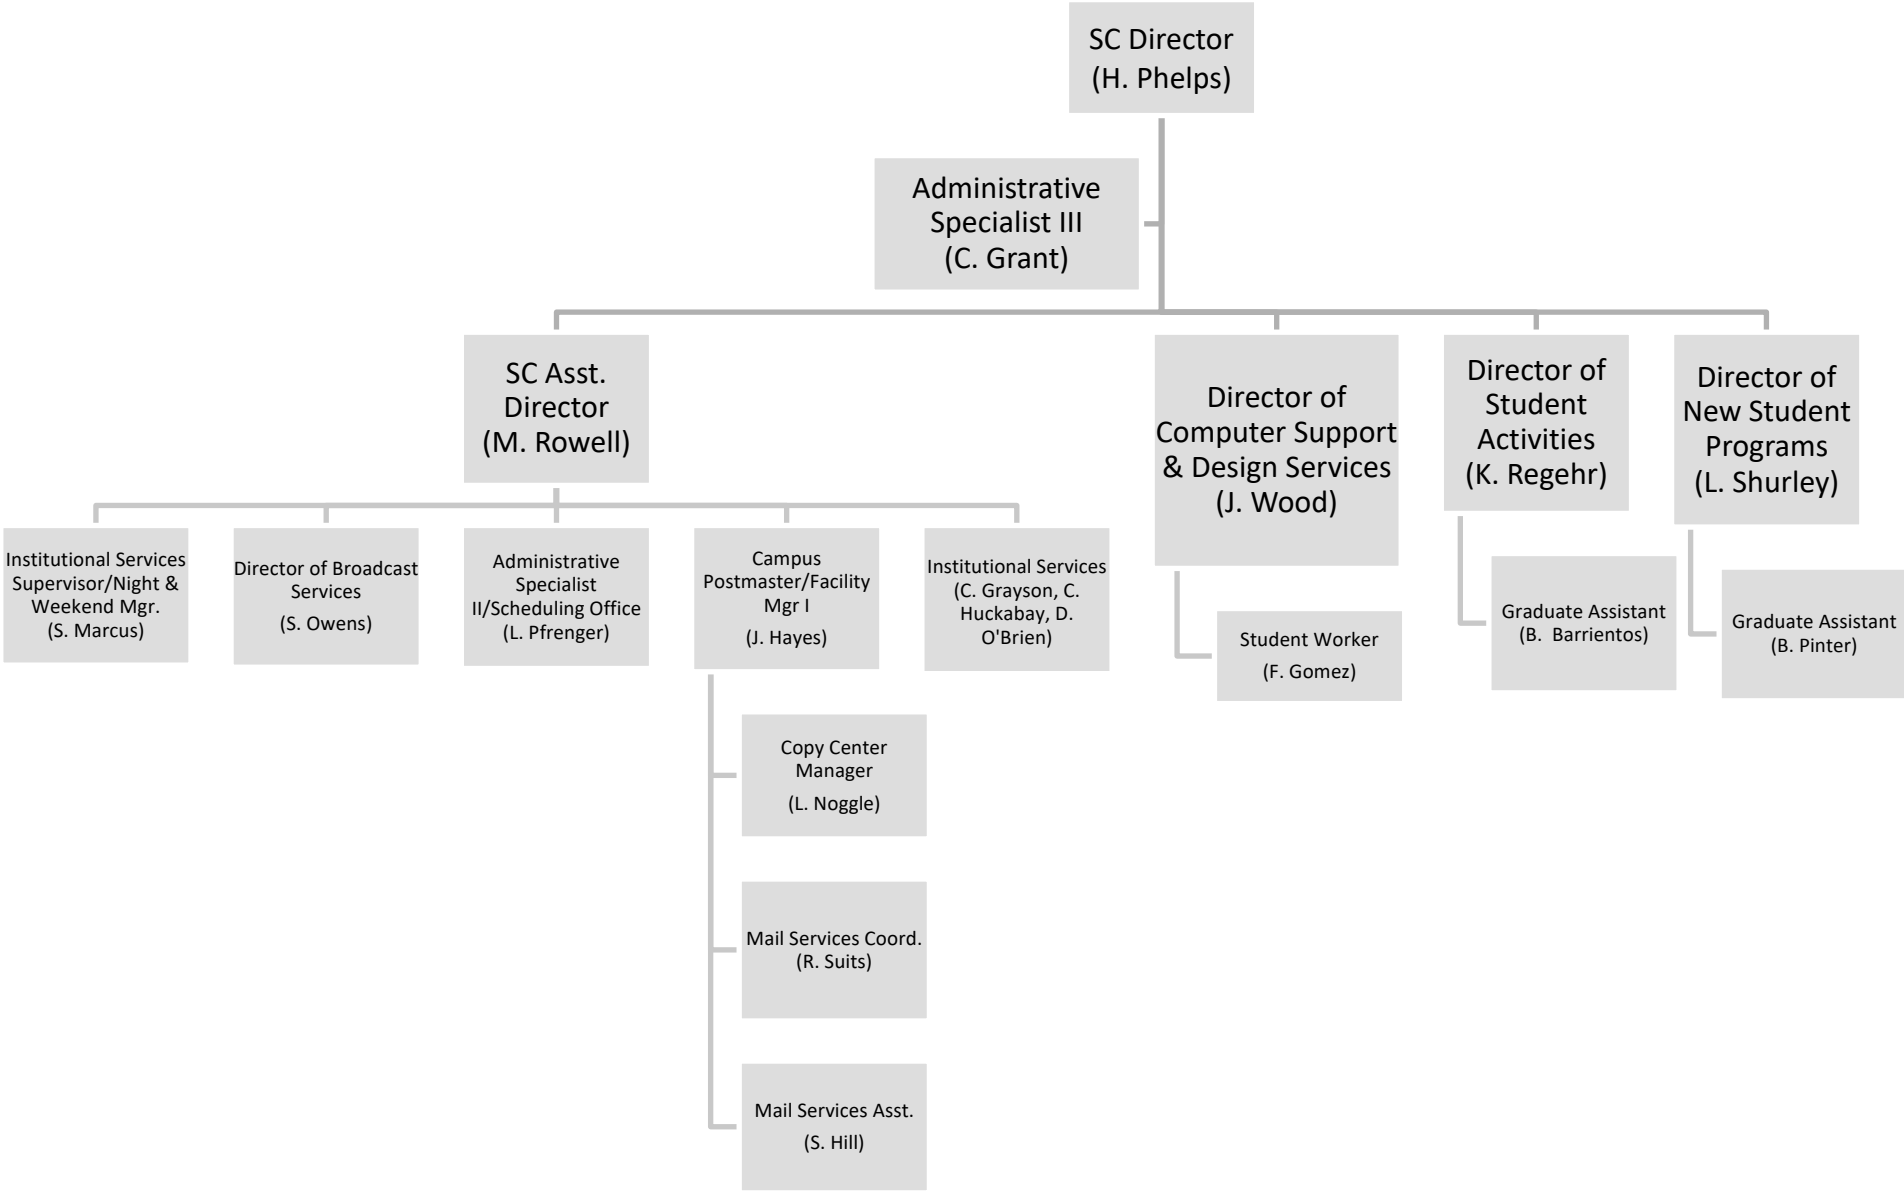 SC Director
(H. Phelps)
Administrative
Specialist III
(C. Grant)
SC Asst.
Director
(M. Rowell)
Director of
Computer Support
& Design Services
(J. Wood)
Director of
Student
Activities
(K. Regehr)
Director of
New Student
Programs
(L. Shurley)
Institutional Services
Supervisor/Night &
Weekend Mgr.
(S. Marcus)
Director of Broadcast
Services
(S. Owens)
Administrative
Specialist
II/Scheduling Office
(L. Pfrenger)
Campus
Postmaster/Facility
Mgr I
(J. Hayes)
Institutional Services
(C. Grayson, C.
Huckabay, D.
O'Brien)
Student Worker
(F. Gomez)
Graduate Assistant
(B.  Barrientos)
Graduate Assistant
(B. Pinter)
Copy Center
Manager
(L. Noggle)
Mail Services Coord.
(R. Suits)
Mail Services Asst.
(S. Hill)